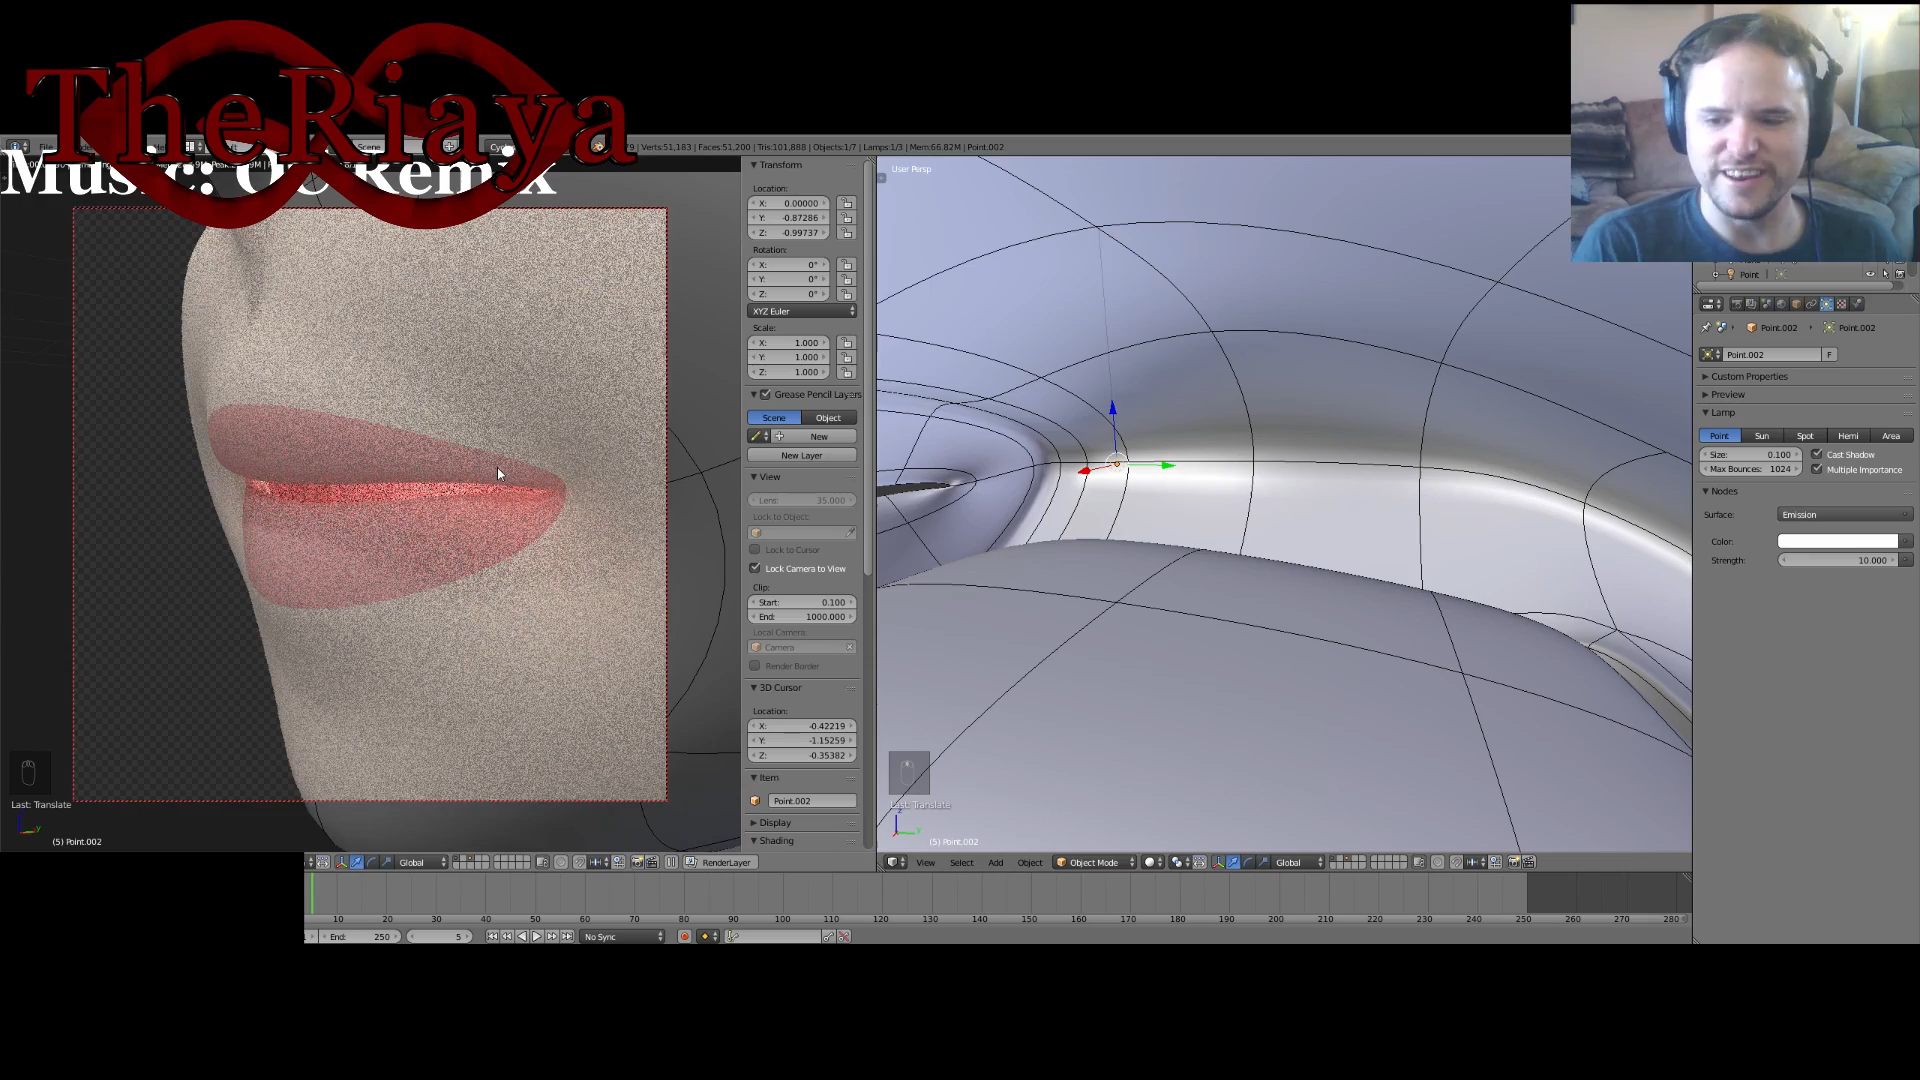 TheRiaya
Music: OC Remix
Scene
Verts:51,183 | Faces:51,200 | Tris:101,888 | Objects:1/7 | Lamps:1/3 | Mem:66.82M | Point.002
Transform
Location:
X: 0.00000
Y: -0.87286
Z: -0.99737
Rotation:
X: 0°
Y: 0°
Z: 0°
XYZ Euler
Scale:
X: 1.000
Y: 1.000
Z: 1.000
Grease Pencil Layers
Scene Object
New
New Layer
View
Lens: 35.000
Lock to Object:
Lock to Cursor
Lock Camera to View
Clip:
Start: 0.100
End: 1000.000
Local Camera:
Camera
Render Border
3D Cursor
Location:
X: -0.42219
Y: -1.15259
Z: -0.35382
Item
Point.002
Display
Shading
Last: Translate
(5) Point.002
User Persp
Last: Translate
(5) Point.002
Point
Point.002 Point.002
Point.002 F
Custom Properties
Preview
Lamp
Point Sun Spot Hemi Area
Size: 0.100 Cast Shadow
Max Bounces: 1024 Multiple Importance
Nodes
Surface: Emission
Color:
Strength: 10.000
Global RenderLayer
View Select Add Object Object Mode Global
10 20 30 40 50 60 70 80 90 100 110 120 130 140 150 160 170 180 190 200 210 220 230 240 250 260 270 280
End: 250 5 No Sync